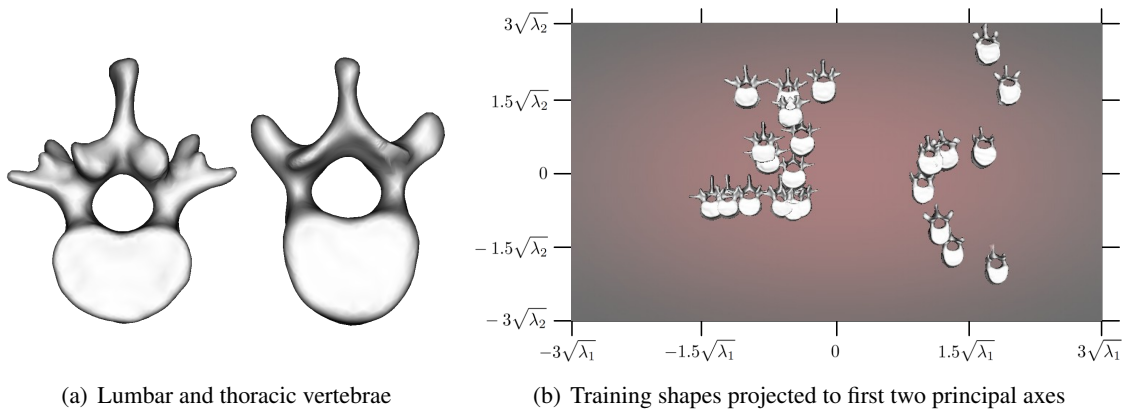 3√λ₂
1.5√λ₂
0
− 1.5√λ₂
− 3√λ₂
−3√λ₁
−1.5√λ₁
0
1.5√λ₁
3√λ₁
(a) Lumbar and thoracic vertebrae
(b) Training shapes projected to first two principal axes